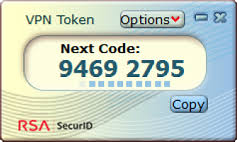 VPN Token Options
Next Code:
9469 2795
Copy
RSA SecurID